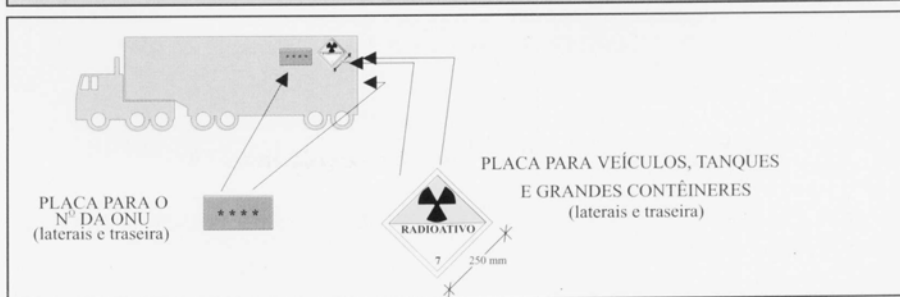 ****
PLACA PARA O
Nº DA ONU
(laterais e traseira)
****
RADIOATIVO
7
250 mm
PLACA PARA VEÍCULOS, TANQUES
E GRANDES CONTÊINERES
(laterais e traseira)